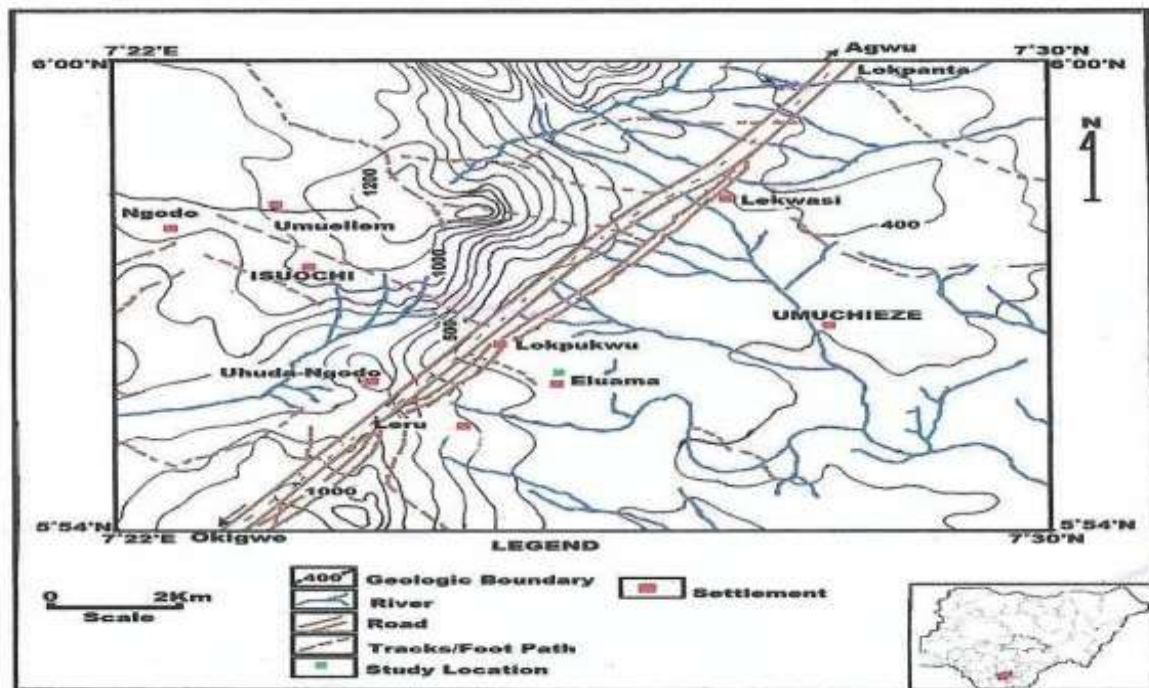 7°22'E
Agwu
7°30'N
6°00'N
Lokpanta
6°00'N
N
1200
Lekwasi
Ngodo
Umuellem
400
ISUOCHI
1000
UMUCHIEZE
500
Lokpukwu
Uhuda-Ngodo
Eluama
Leru
1000
5°54'N
5°54'N
7°22'E
Okigwe
7°30'N
LEGEND
400 Geologic Boundary
Settlement
River
0 2Km
Scale
Road
Tracks/Foot Path
Study Location